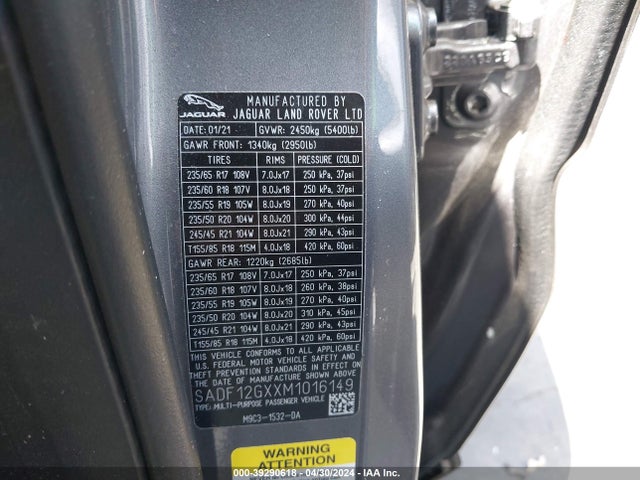 JAGUAR
MANUFACTURED BY
JAGUAR LAND ROVER LTD
DATE: 01/21 GVWR: 2450kg (5400lb)
GAWR FRONT: 1340kg (2950lb)
TIRES RIMS PRESSURE (COLD)
235/65 R17 108V 7.0Jx17 250 kPa, 37psi
235/60 R18 107V 8.0Jx18 250 kPa, 37psi
235/55 R19 105W 8.0Jx19 270 kPa, 40psi
235/50 R20 104W 8.0Jx20 300 kPa, 44psi
245/45 R21 104W 8.0Jx21 290 kPa, 43psi
T155/85 R18 115M 4.0Jx18 420 kPa, 60psi
GAWR REAR: 1220kg (2685lb)
235/65 R17 108V 7.0Jx17 250 kPa, 37psi
235/60 R18 107V 8.0Jx18 260 kPa, 38psi
235/55 R19 105W 8.0Jx19 270 kPa, 40psi
235/50 R20 104W 8.0Jx20 310 kPa, 45psi
245/45 R21 104W 8.0Jx21 290 kPa, 43psi
T155/85 R18 115M 4.0Jx18 420 kPa, 60psi
THIS VEHICLE CONFORMS TO ALL APPLICABLE
U.S. FEDERAL MOTOR VEHICLE SAFETY AND
THEFT PREVENTION STANDARDS IN EFFECT ON
THE DATE OF MANUFACTURE SHOWN ABOVE.
SADF12GXXM1016149
TYPE: MULTI-PURPOSE PASSENGER VEHICLE
M9C3-1532-DA
WARNING
ATTENTION
000-39290618 - 04/30/2024 - IAA Inc.